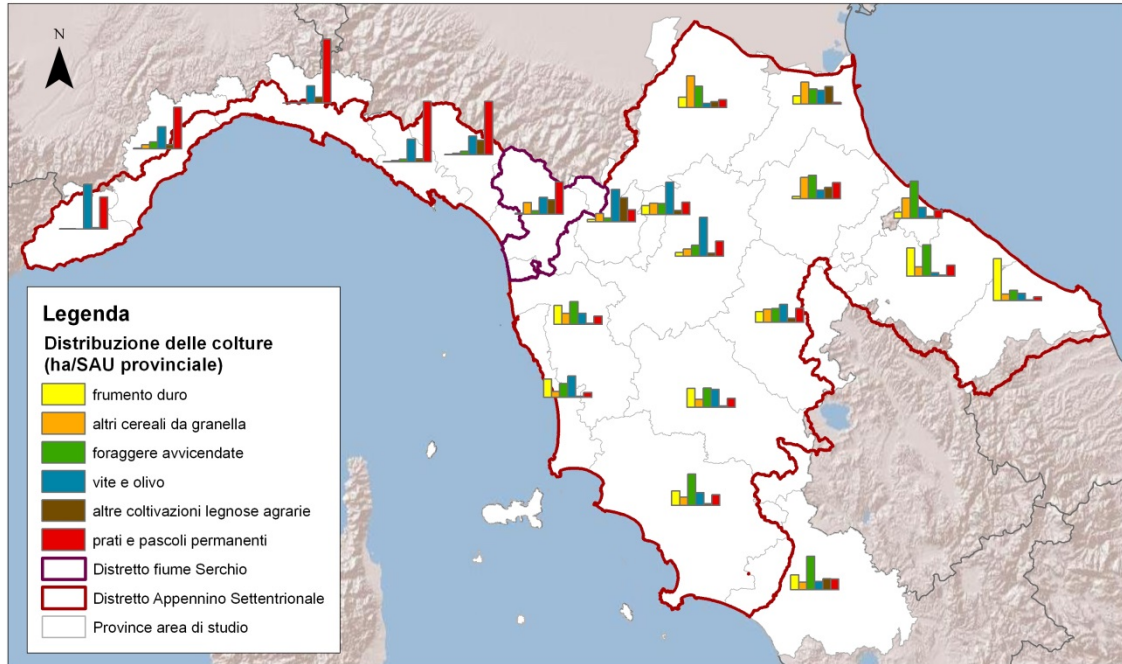 N
Legenda
Distribuzione delle colture
(ha/SAU provinciale)
frumento duro
altri cereali da granella
foraggere avvicendate
vite e olivo
altre coltivazioni legnose agrarie
prati e pascoli permanenti
Distretto fiume Serchio
Distretto Appennino Settentrionale
Province area di studio